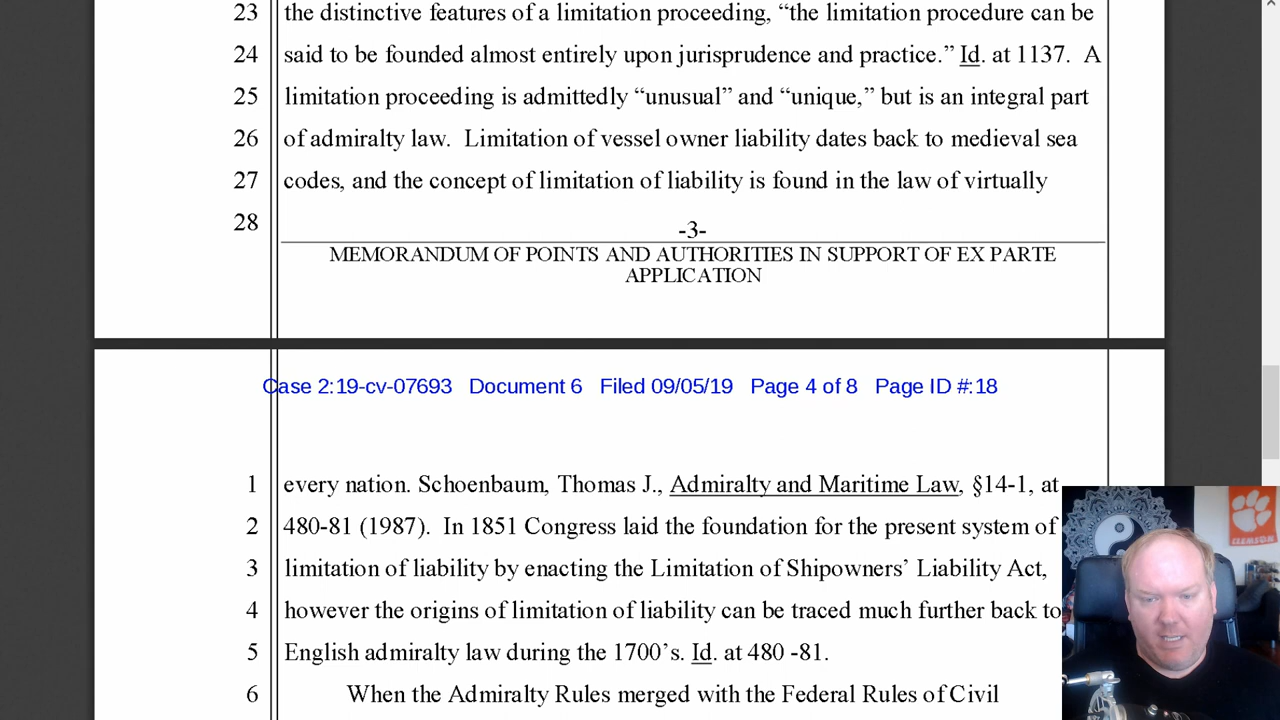 23 the distinctive features of a limitation proceeding, “the limitation procedure can be
24 said to be founded almost entirely upon jurisprudence and practice.” Id. at 1137.  A
25 limitation proceeding is admittedly “unusual” and “unique,” but is an integral part
26 of admiralty law.  Limitation of vessel owner liability dates back to medieval sea
27 codes, and the concept of limitation of liability is found in the law of virtually
28
-3-
MEMORANDUM OF POINTS AND AUTHORITIES IN SUPPORT OF EX PARTE
APPLICATION
Case 2:19-cv-07693   Document 6   Filed 09/05/19   Page 4 of 8   Page ID #:18
1 every nation. Schoenbaum, Thomas J., Admiralty and Maritime Law, §14-1, at
2 480-81 (1987).  In 1851 Congress laid the foundation for the present system of
3 limitation of liability by enacting the Limitation of Shipowners’ Liability Act,
4 however the origins of limitation of liability can be traced much further back to
5 English admiralty law during the 1700’s. Id. at 480 -81.
6 When the Admiralty Rules merged with the Federal Rules of Civil
CLEMSON